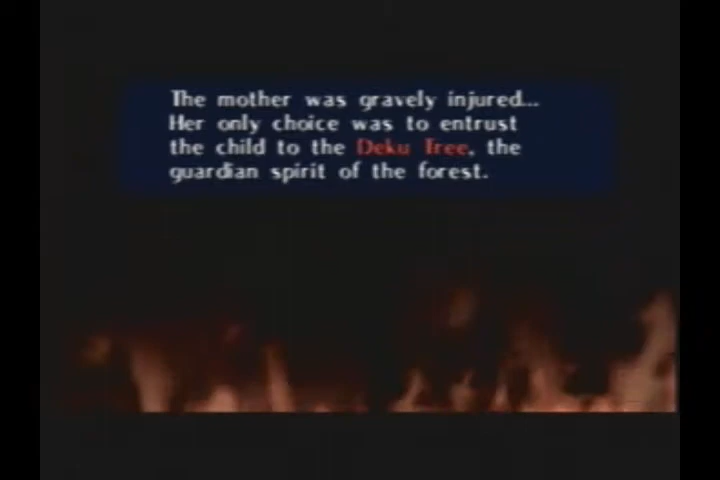 The mother was gravely injured...
Her only choice was to entrust
the child to the Deku Tree, the
guardian spirit of the forest.